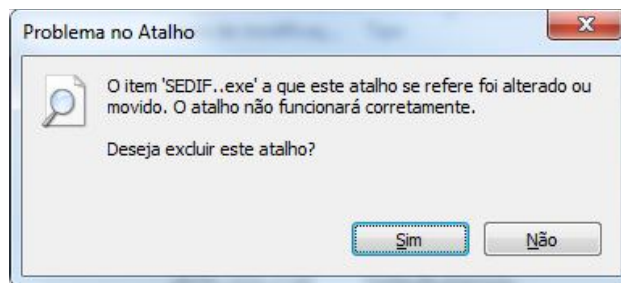 Problema no Atalho
O item 'SEDIF..exe' a que este atalho se refere foi alterado ou
movido. O atalho não funcionará corretamente.
Deseja excluir este atalho?
Sim
Não